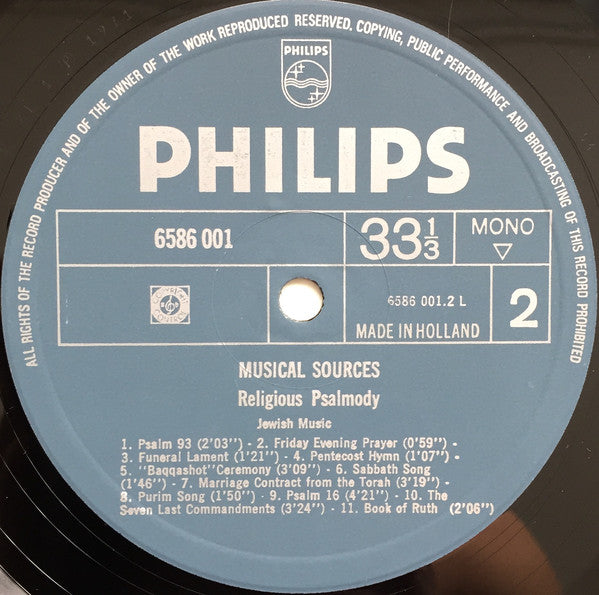 ALL RIGHTS OF THE RECORD PRODUCER AND OF THE OWNER OF THE WORK REPRODUCED RESERVED. COPYING, PUBLIC PERFORMANCE AND BROADCASTING OF THIS RECORD PROHIBITED
PHILIPS
PHILIPS
6586 001
33 1/3
MONO
▽
COPYRIGHT CONTROL
6586 001.2 L
MADE IN HOLLAND
2
MUSICAL SOURCES
Religious Psalmody
Jewish Music
1. Psalm 93 (2'03'') - 2. Friday Evening Prayer (0'59'') -
3. Funeral Lament (1'21'') - 4. Pentecost Hymn (1'07'') -
5. "Baqqashot"Ceremony (3'09'') - 6. Sabbath Song
(1'46'') - 7. Marriage Contract from the Torah (3'19'') -
8. Purim Song (1'50'') - 9. Psalm 16 (4'21'') - 10. The
Seven Last Commandments (3'24'') - 11. Book of Ruth (2'06'')